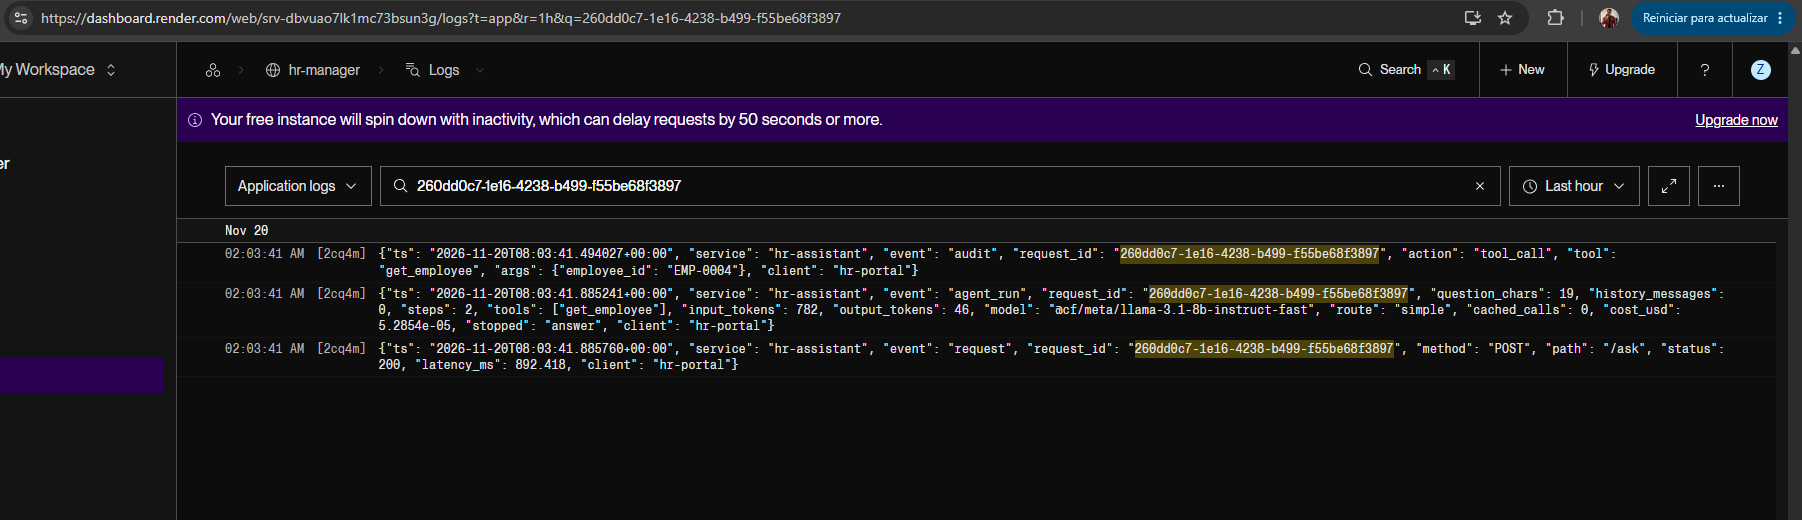 https://dashboard.render.com/web/srv-dbvuao7lk1mc73bsun3g/logs?t=app&r=1h&q=260dd0c7-1e16-4238-b499-f55be68f3897
Reiniciar para actualizar
My Workspace
hr-manager
Logs
Search
K
+ New
Upgrade
?
Z
Your free instance will spin down with inactivity, which can delay requests by 50 seconds or more.
Upgrade now
er
Application logs
260dd0c7-1e16-4238-b499-f55be68f3897
Last hour
Nov 20
02:03:41 AM [2cq4m] {"ts": "2026-11-20T08:03:41.494027+00:00", "service": "hr-assistant", "event": "audit", "request_id": "260dd0c7-1e16-4238-b499-f55be68f3897", "action": "tool_call", "tool":
"get_employee", "args": {"employee_id": "EMP-0004"}, "client": "hr-portal"}
02:03:41 AM [2cq4m] {"ts": "2026-11-20T08:03:41.885241+00:00", "service": "hr-assistant", "event": "agent_run", "request_id": "260dd0c7-1e16-4238-b499-f55be68f3897", "question_chars": 19, "history_messages":
0, "steps": 2, "tools": ["get_employee"], "input_tokens": 782, "output_tokens": 46, "model": "@cf/meta/llama-3.1-8b-instruct-fast", "route": "simple", "cached_calls": 0, "cost_usd":
5.2854e-05, "stopped": "answer", "client": "hr-portal"}
02:03:41 AM [2cq4m] {"ts": "2026-11-20T08:03:41.885760+00:00", "service": "hr-assistant", "event": "request", "request_id": "260dd0c7-1e16-4238-b499-f55be68f3897", "method": "POST", "path": "/ask", "status":
200, "latency_ms": 892.418, "client": "hr-portal"}